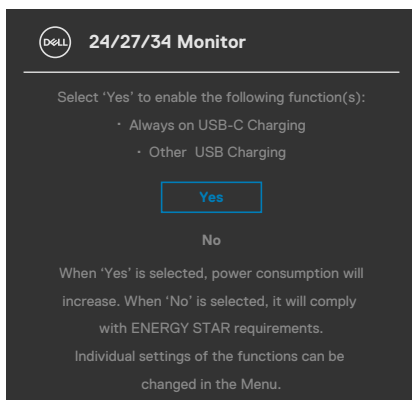 DELL 24/27/34 Monitor
Select ‘Yes’ to enable the following function(s):
· Always on USB-C Charging
· Other USB Charging
Yes
No
When ‘Yes’ is selected, power consumption will
increase. When ‘No’ is selected, it will comply
with ENERGY STAR requirements.
Individual settings of the functions can be
changed in the Menu.